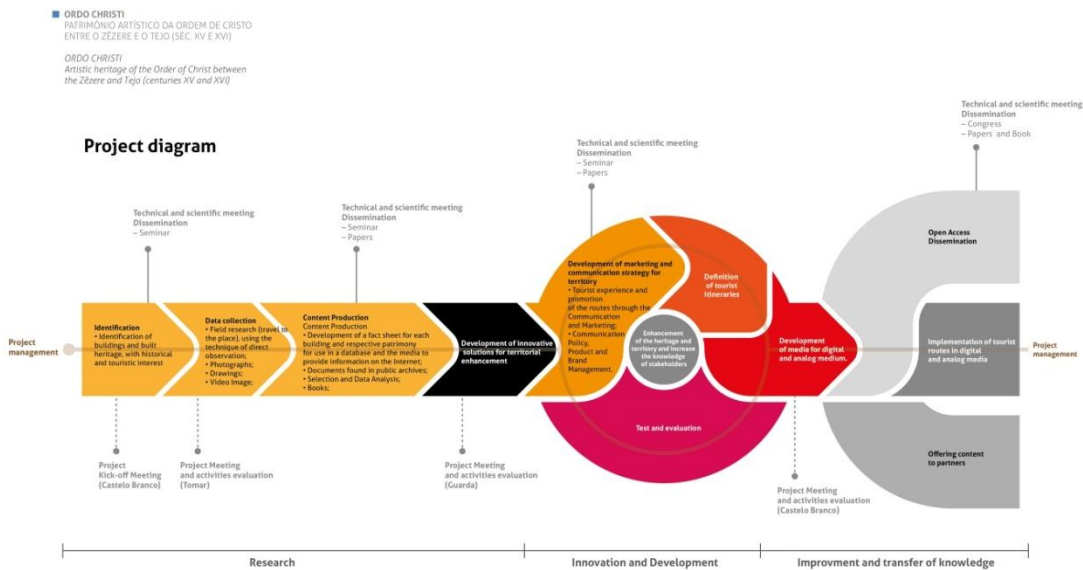 ORDO CHRISTI
PATRIMÓNIO ARTÍSTICO DA ORDEM DE CRISTO
ENTRE O ZÊZERE E O TEJO (SÉC. XV E XVI)
ORDO CHRISTI
Artistic heritage of the Order of Christ between
the Zêzere and Tejo (centuries XV and XVI)
Project diagram
Technical and scientific meeting
Dissemination
– Seminar
Technical and scientific meeting
Dissemination
– Seminar
– Papers
Technical and scientific meeting
Dissemination
– Seminar
– Papers
Technical and scientific meeting
Dissemination
– Congress
– Papers and Book
Project
management
Identification
• Identification of
buildings and built
heritage, with historical
and touristic interest
Data collection
• Field research (travel to
the place), using the
technique of direct
observation;
• Photographs;
• Drawings;
• Video Image;
Content Production
Content Production
• Development of a fact sheet for each
building and respective patrimony
for use in a database and the media to
provide information on the Internet;
• Documents found in public archives;
• Selection and Data Analysis;
• Books;
Development of innovative
solutions for territorial
enhancement
Development of marketing and
communication strategy for
territory
• Tourist experience and
promotion
of the routes through the
Communication
and Marketing;
• Communication
Policy,
Product and
Brand
Management.
Definition
of tourist
itineraries
Enhancement
of the heritage and
territory and increase
the knowledge
of stakeholders
Test and evaluation
Development
of media for digital
and analog medium.
Open Access
Dissemination
Implementation of tourist
routes in digital
and analog media
Offering content
to partners
Project
management
Project
Kick-off Meeting
(Castelo Branco)
Project Meeting
and activities evaluation
(Tomar)
Project Meeting
and activities evaluation
(Guarda)
Project Meeting
and activities evaluation
(Castelo Branco)
Research
Innovation and Development
Improvment and transfer of knowledge